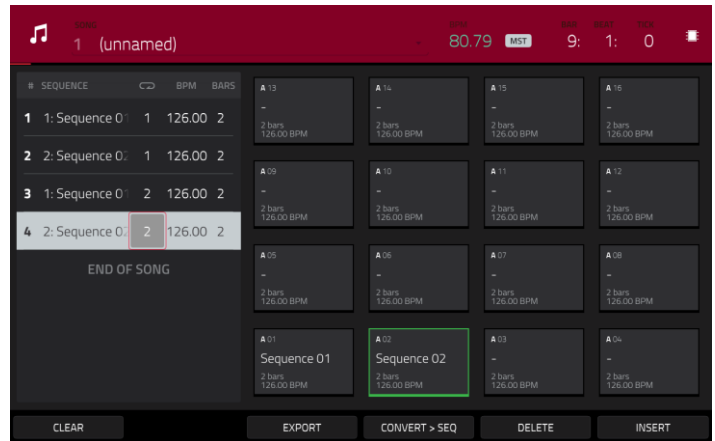 SONG
1 (unnamed)
BPM
80.79 MST
BAR BEAT TICK
9: 1: 0
# SEQUENCE BPM BARS
1 1: Sequence 01 1 126.00 2
2 2: Sequence 02 1 126.00 2
3 1: Sequence 01 2 126.00 2
4 2: Sequence 02 2 126.00 2
END OF SONG
A 13
-
2 bars
126.00 BPM
A 14
-
2 bars
126.00 BPM
A 15
-
2 bars
126.00 BPM
A 16
-
2 bars
126.00 BPM
A 09
-
2 bars
126.00 BPM
A 10
-
2 bars
126.00 BPM
A 11
-
2 bars
126.00 BPM
A 12
-
2 bars
126.00 BPM
A 05
-
2 bars
126.00 BPM
A 06
-
2 bars
126.00 BPM
A 07
-
2 bars
126.00 BPM
A 08
-
2 bars
126.00 BPM
A 01
Sequence 01
2 bars
126.00 BPM
A 02
Sequence 02
2 bars
126.00 BPM
A 03
-
2 bars
126.00 BPM
A 04
-
2 bars
126.00 BPM
CLEAR EXPORT CONVERT > SEQ DELETE INSERT